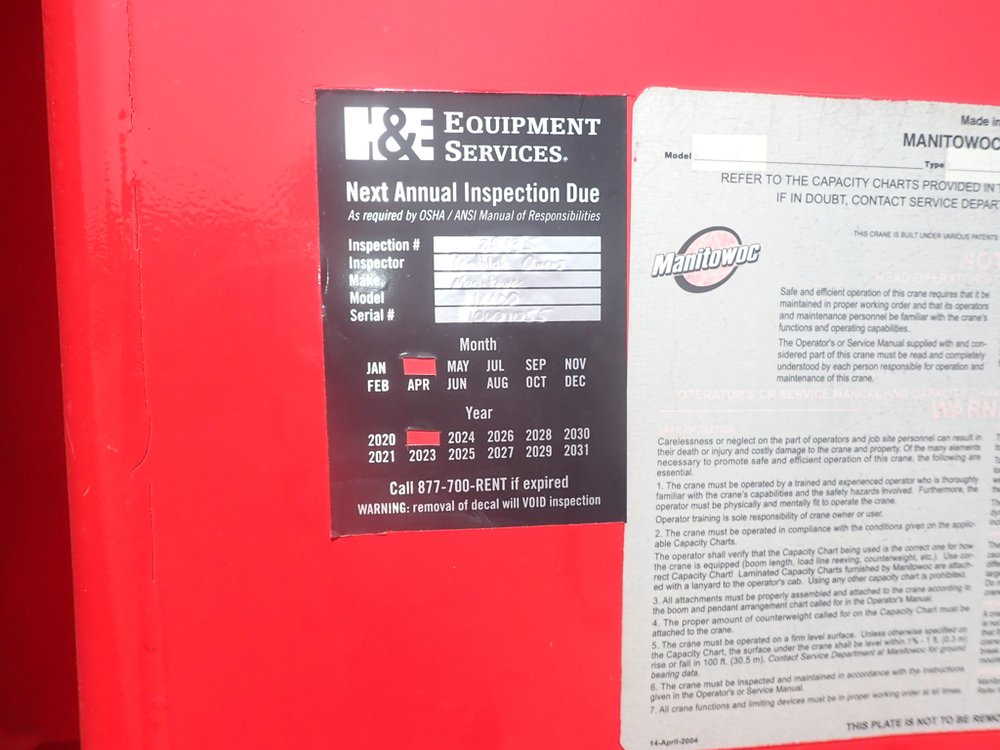 H&E EQUIPMENT
SERVICES®
Next Annual Inspection Due
As required by OSHA / ANSI Manual of Responsibilities
Inspection #
Inspector
Make
Model
Serial #
Month
JAN MAY JUL SEP NOV
FEB APR JUN AUG OCT DEC
Year
2020 2024 2026 2028 2030
2021 2023 2025 2027 2029 2031
Call 877-700-RENT if expired
WARNING: removal of decal will VOID inspection
Made in
MANITOWOC
Model Type
REFER TO THE CAPACITY CHARTS PROVIDED IN
IF IN DOUBT, CONTACT SERVICE DEPAR
THIS CRANE IS BUILT UNDER VARIOUS PATENTS
Manitowoc
Safe and efficient operation of this crane requires that it be
maintained in proper working order and that its operators
and maintenance personnel be familiar with the crane's
functions and operating capabilities.
The Operator's or Service Manual supplied with and con-
sidered part of this crane must be read and completely
understood by each person responsible for operation and
maintenance of this crane.
OPERATOR'S OR SERVICE MANUAL AND CAPACITY
WARN
SAFE OPERATION
Carelessness or neglect on the part of operators and job site personnel can result in
their death or injury and costly damage to the crane and property. Of the many elements
necessary to promote safe and efficient operation of this crane, the following are
essential.
1. The crane must be operated by a trained and experienced operator who is thoroughly
familiar with the crane's capabilities and the safety hazards involved. Furthermore, the
operator must be physically and mentally fit to operate the crane.
Operator training is sole responsibility of crane owner or user.
2. The crane must be operated in compliance with the conditions given on the applic-
able Capacity Charts.
The operator shall verify that the Capacity Chart being used is the correct one for how
the crane is equipped (boom length, load line reeving, counterweight, etc.). Use cor-
rect Capacity Chart! Laminated Capacity Charts furnished by Manitowoc are attach-
ed with a lanyard to the operator's cab. Using any other capacity chart is prohibited.
3. All attachments must be properly assembled and attached to the crane according to
the boom and pendant arrangement chart called for in the Operator's Manual.
4. The proper amount of counterweight called for on the Capacity Chart must be
attached to the crane.
5. The crane must be operated on a firm level surface. Unless otherwise specified on
the Capacity Chart, the surface under the crane shall be level within 1% - 1 ft. (0.3 m)
rise or fall in 100 ft. (30.5 m). Contact Service Department at Manitowoc for ground
bearing data.
6. The crane must be inspected and maintained in accordance with the instructions
given in the Operator's or Service Manual.
7. All crane functions and limiting devices must be in proper working order at all times.
THIS PLATE IS NOT TO BE REMO
14-April-2004